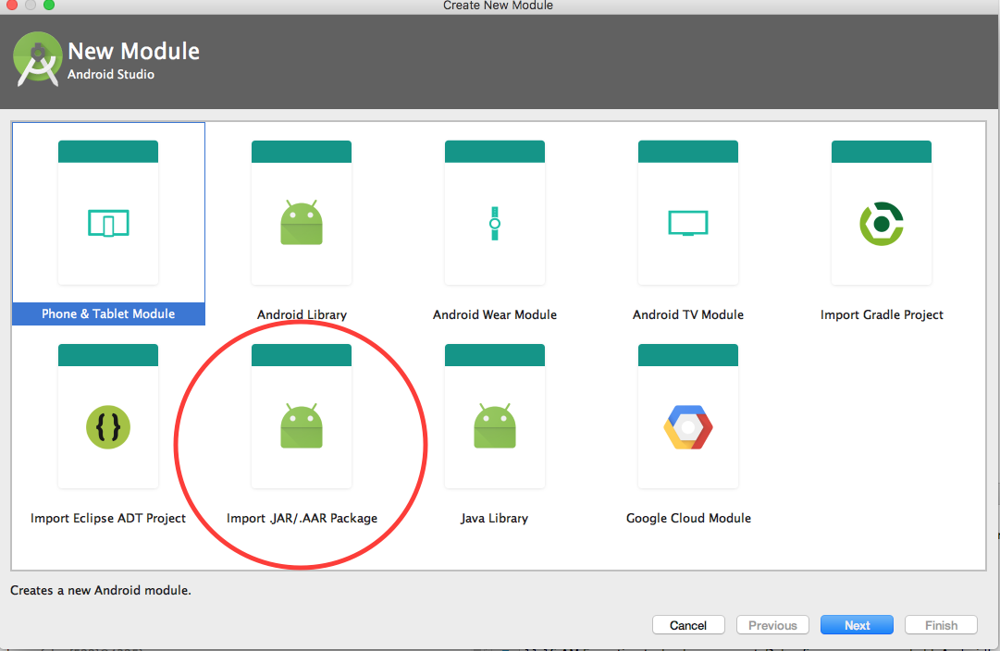 Create New Module
New Module
Android Studio
Phone & Tablet Module
Android Library
Android Wear Module
Android TV Module
Import Gradle Project
{}
Import Eclipse ADT Project
Import .JAR/.AAR Package
Java Library
Google Cloud Module
Creates a new Android module.
Cancel
Previous
Next
Finish